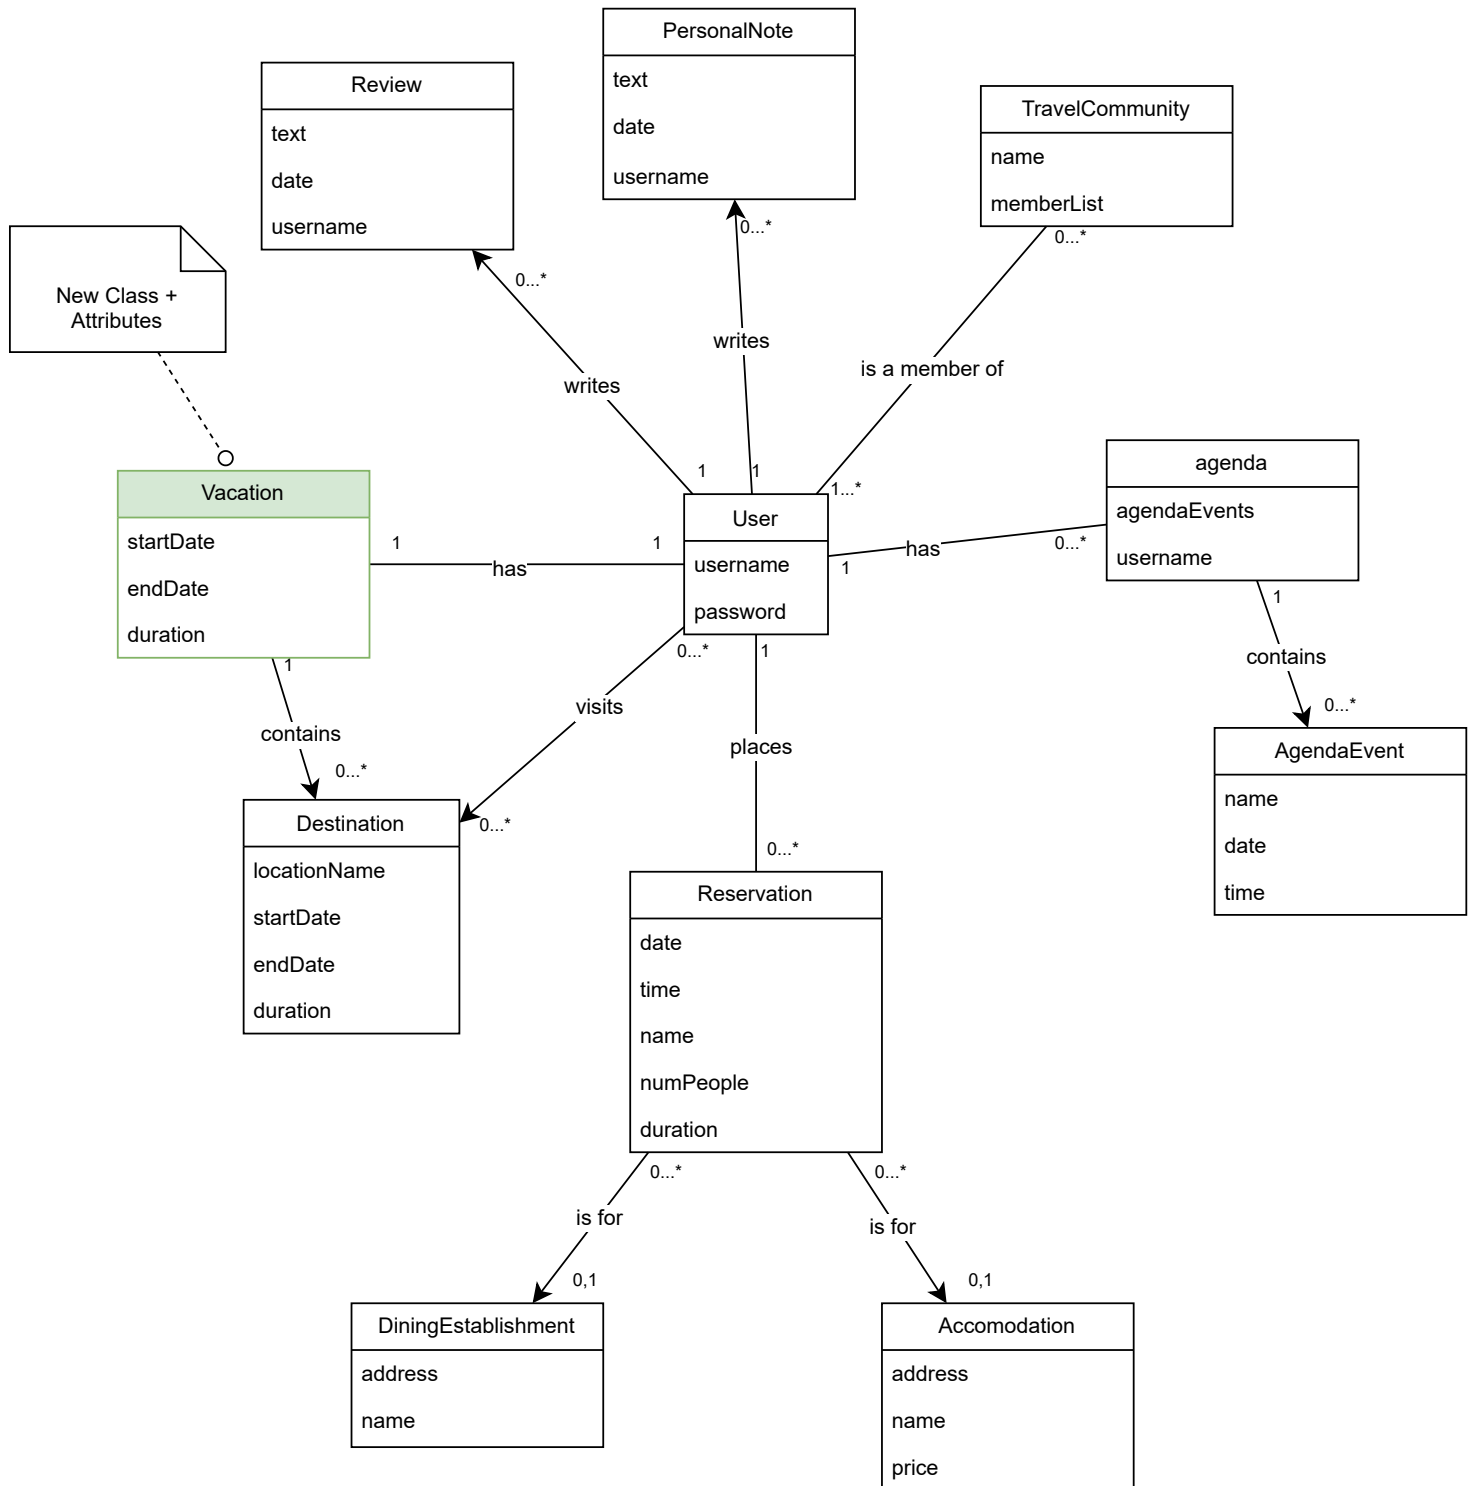 PersonalNote
text
date
username
0...*
Review
text
date
username
0...*
TravelCommunity
name
memberList
0...*
New Class +
Attributes
writes
writes
is a member of
1
1
1...*
Vacation
startDate
endDate
duration
1
1
has
1
User
username
password
0...*
1
1
has
0...*
agenda
agendaEvents
username
1
contains
0...*
AgendaEvent
name
date
time
contains
0...*
visits
0...*
Destination
locationName
startDate
endDate
duration
places
0...*
Reservation
date
time
name
numPeople
duration
0...*
0...*
is for
is for
0,1
0,1
DiningEstablishment
address
name
Accomodation
address
name
price